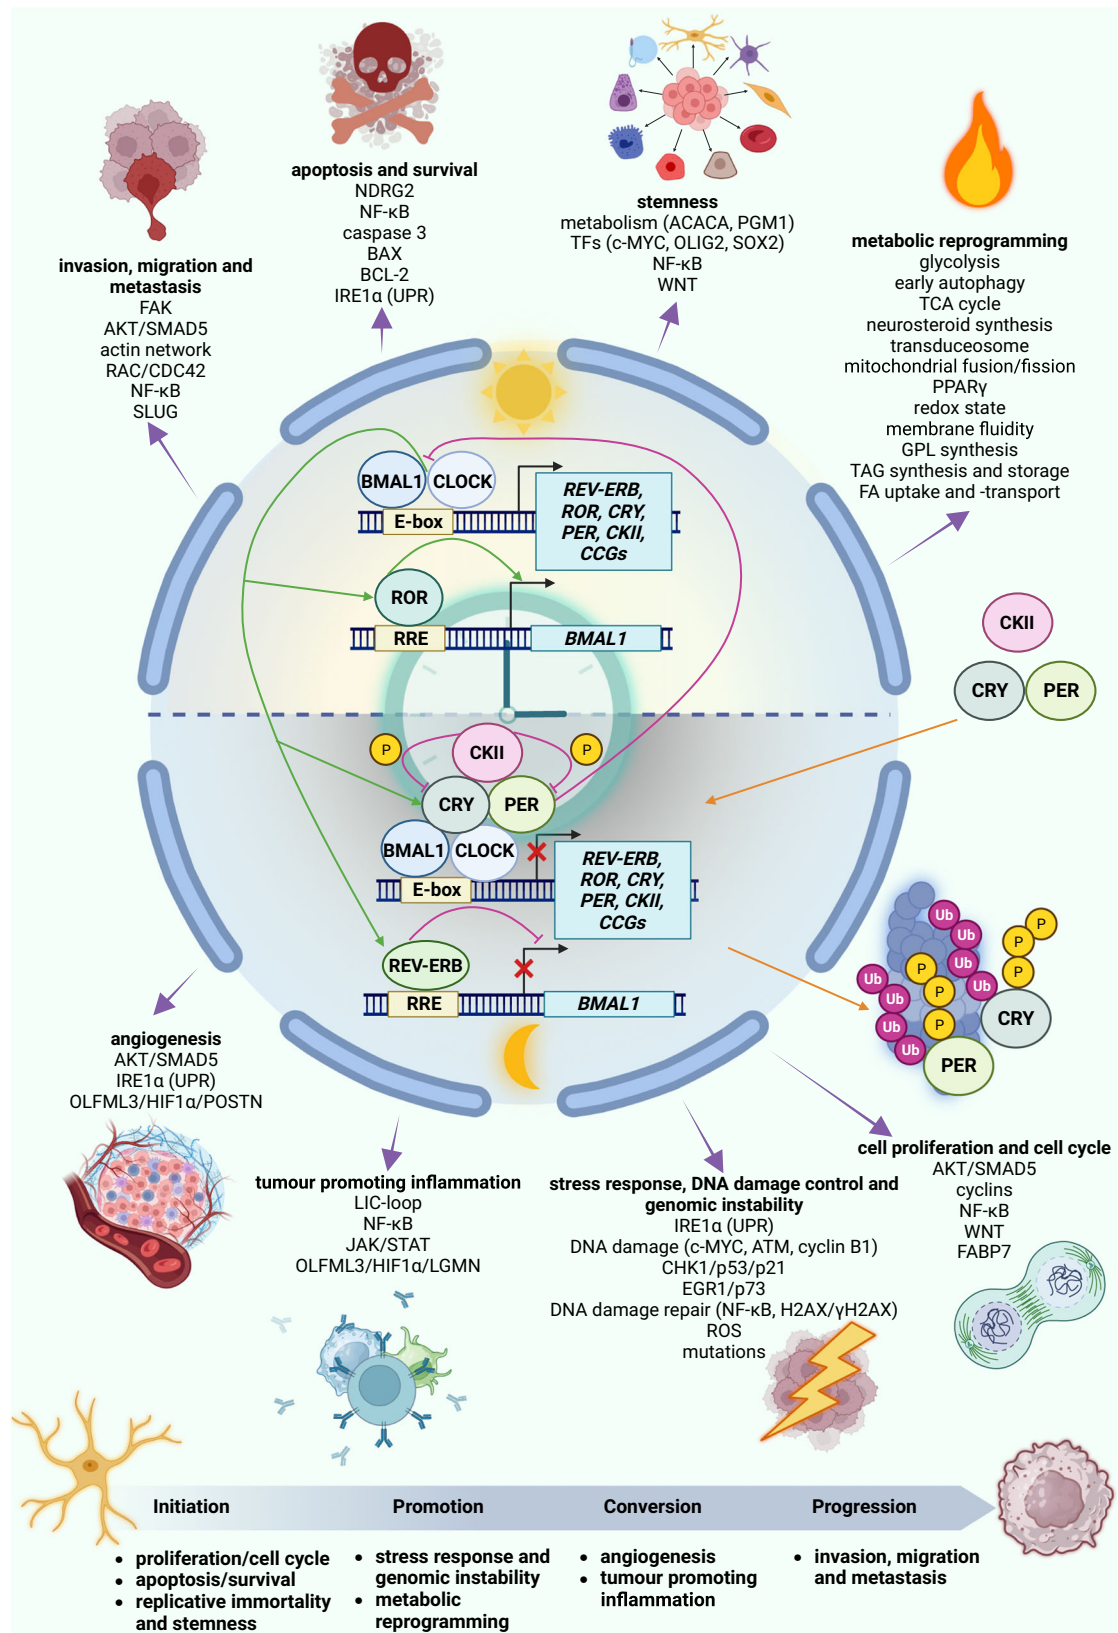 apoptosis and survival
NDRG2
NF-κB
caspase 3
BAX
BCL-2
IRE1α (UPR)
stemness
metabolism (ACACA, PGM1)
TFs (c-MYC, OLIG2, SOX2)
NF-κB
WNT
invasion, migration and
metastasis
FAK
AKT/SMAD5
actin network
RAC/CDC42
NF-κB
SLUG
metabolic reprogramming
glycolysis
early autophagy
TCA cycle
neurosteroid synthesis
transduceosome
mitochondrial fusion/fission
PPARγ
redox state
membrane fluidity
GPL synthesis
TAG synthesis and storage
FA uptake and -transport
BMAL1
CLOCK
E-box
REV-ERB,
ROR, CRY,
PER, CKII,
CCGs
ROR
RRE
BMAL1
CKII
CRY
PER
P
CKII
P
CRY
PER
BMAL1
CLOCK
E-box
REV-ERB,
ROR, CRY,
PER, CKII,
CCGs
REV-ERB
RRE
BMAL1
Ub
Ub
Ub
Ub
Ub
Ub
Ub
Ub
P
P
P
P
P
P
CRY
PER
angiogenesis
AKT/SMAD5
IRE1α (UPR)
OLFML3/HIF1α/POSTN
tumour promoting inflammation
LIC-loop
NF-κB
JAK/STAT
OLFML3/HIF1α/LGMN
stress response, DNA damage control and
genomic instability
IRE1α (UPR)
DNA damage (c-MYC, ATM, cyclin B1)
CHK1/p53/p21
EGR1/p73
DNA damage repair (NF-κB, H2AX/γH2AX)
ROS
mutations
cell proliferation and cell cycle
AKT/SMAD5
cyclins
NF-κB
WNT
FABP7
Initiation
Promotion
Conversion
Progression
• proliferation/cell cycle
• apoptosis/survival
• replicative immortality
and stemness
• stress response and
genomic instability
• metabolic
reprogramming
• angiogenesis
• tumour promoting
inflammation
• invasion, migration
and metastasis